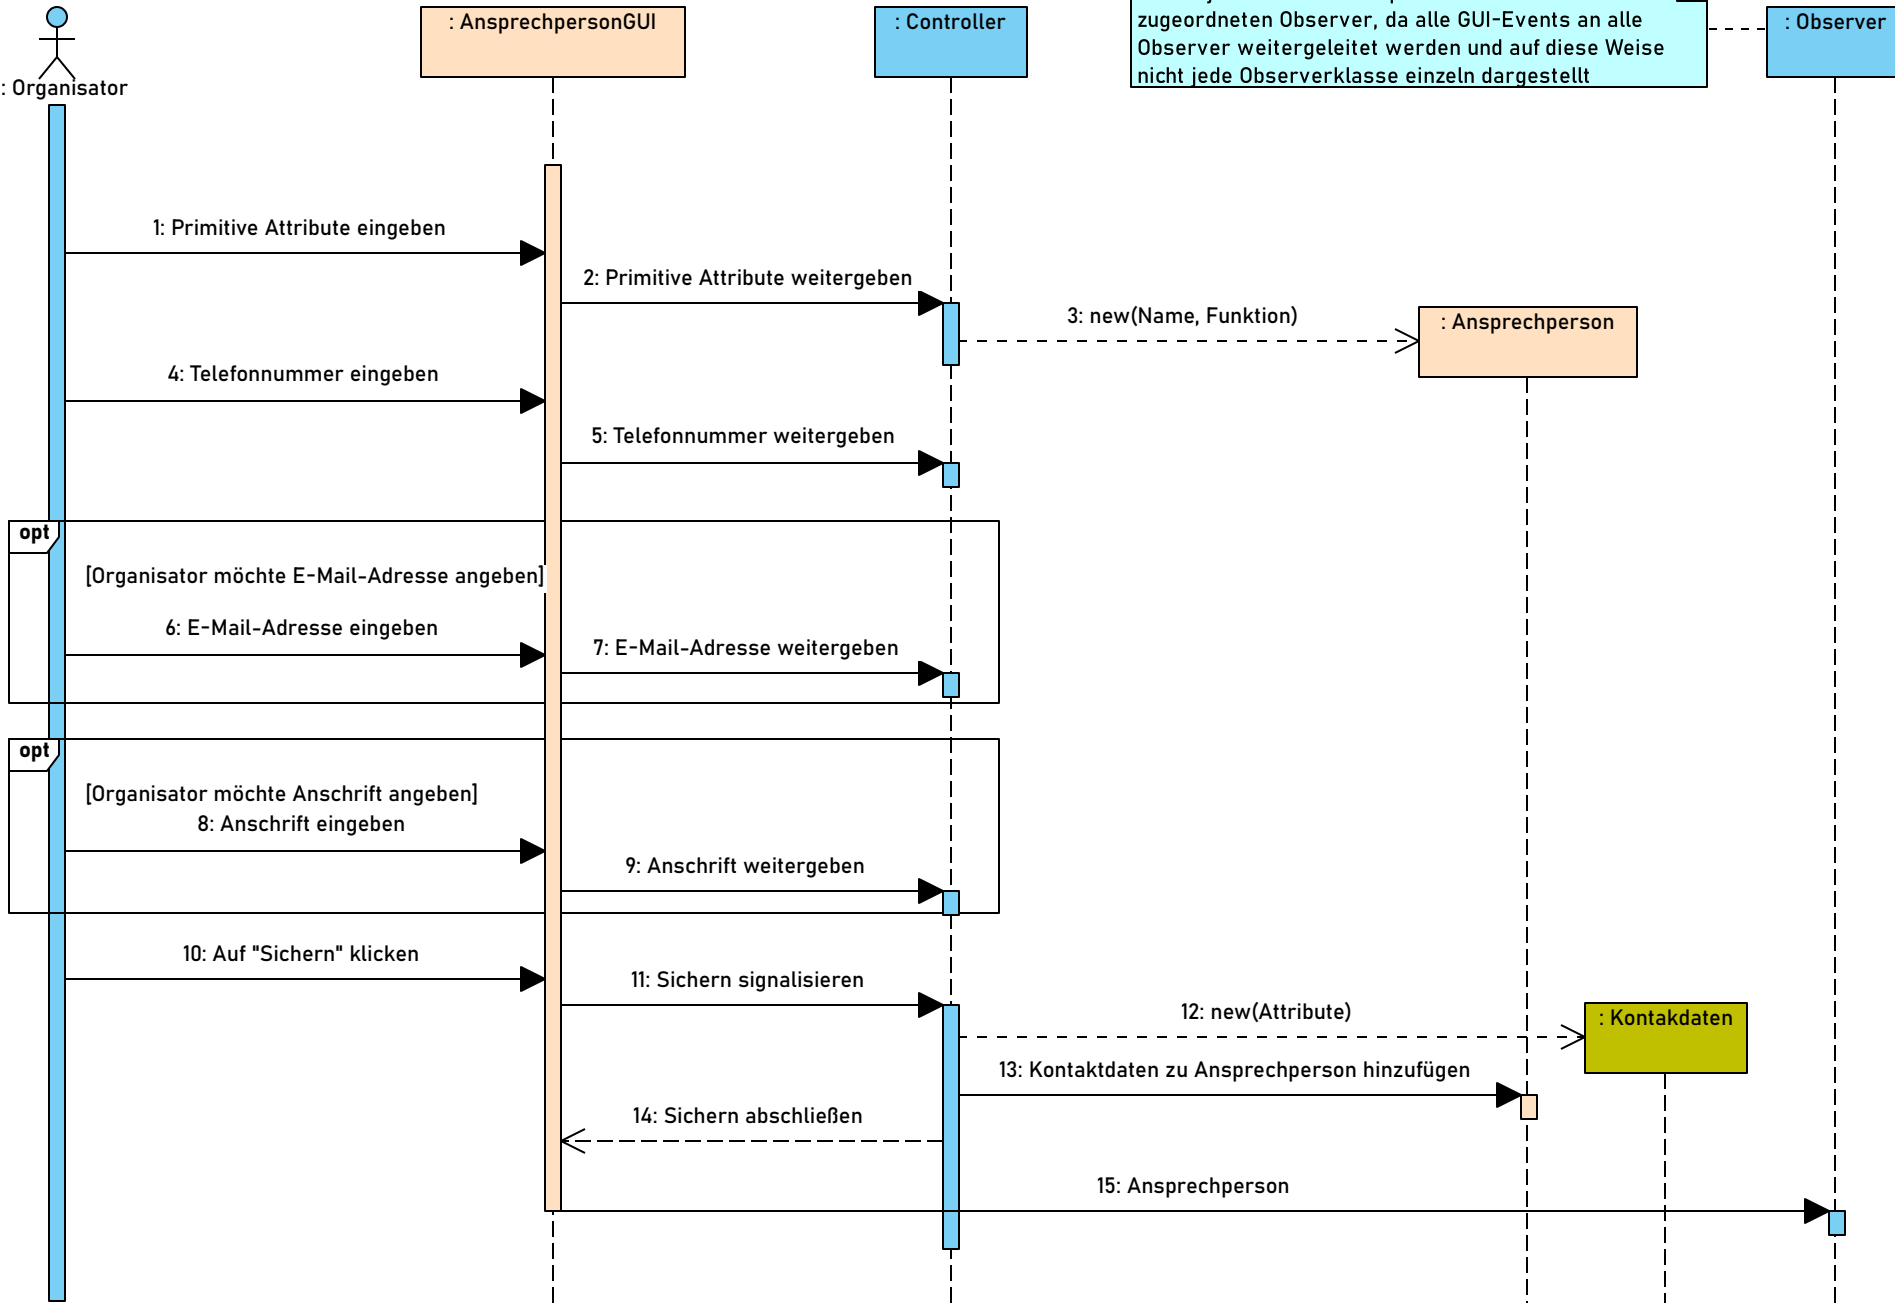 : Organisator
: AnsprechpersonGUI
: Controller
zugeordneten Observer, da alle GUI-Events an alle
Observer weitergeleitet werden und auf diese Weise
nicht jede Observerklasse einzeln dargestellt
: Observer
1: Primitive Attribute eingeben
2: Primitive Attribute weitergeben
3: new(Name, Funktion)
: Ansprechperson
4: Telefonnummer eingeben
5: Telefonnummer weitergeben
opt
[Organisator möchte E-Mail-Adresse angeben]
6: E-Mail-Adresse eingeben
7: E-Mail-Adresse weitergeben
opt
[Organisator möchte Anschrift angeben]
8: Anschrift eingeben
9: Anschrift weitergeben
10: Auf "Sichern" klicken
11: Sichern signalisieren
12: new(Attribute)
: Kontakdaten
13: Kontaktdaten zu Ansprechperson hinzufügen
14: Sichern abschließen
15: Ansprechperson